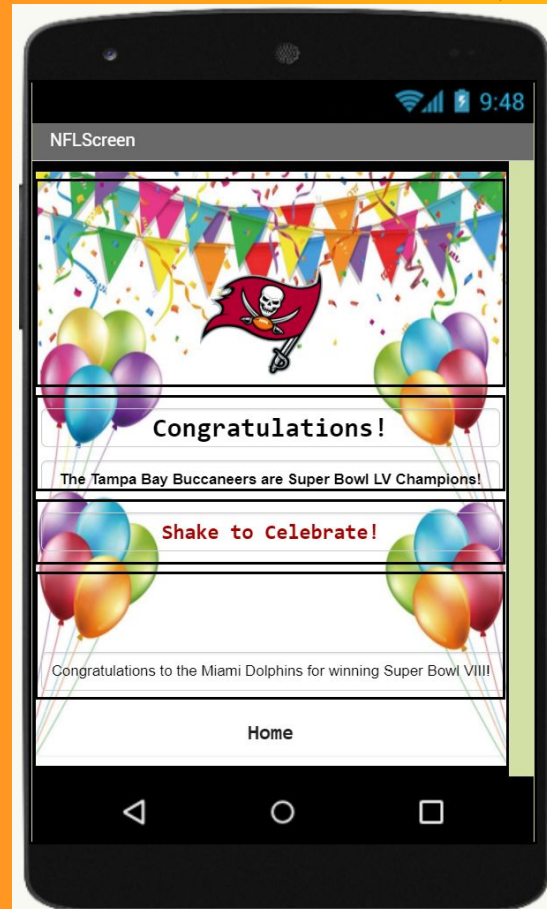 9:48
NFLScreen
Congratulations!
The Tampa Bay Buccaneers are Super Bowl LV Champions!
Shake to Celebrate!
Congratulations to the Miami Dolphins for winning Super Bowl VIII!
Home